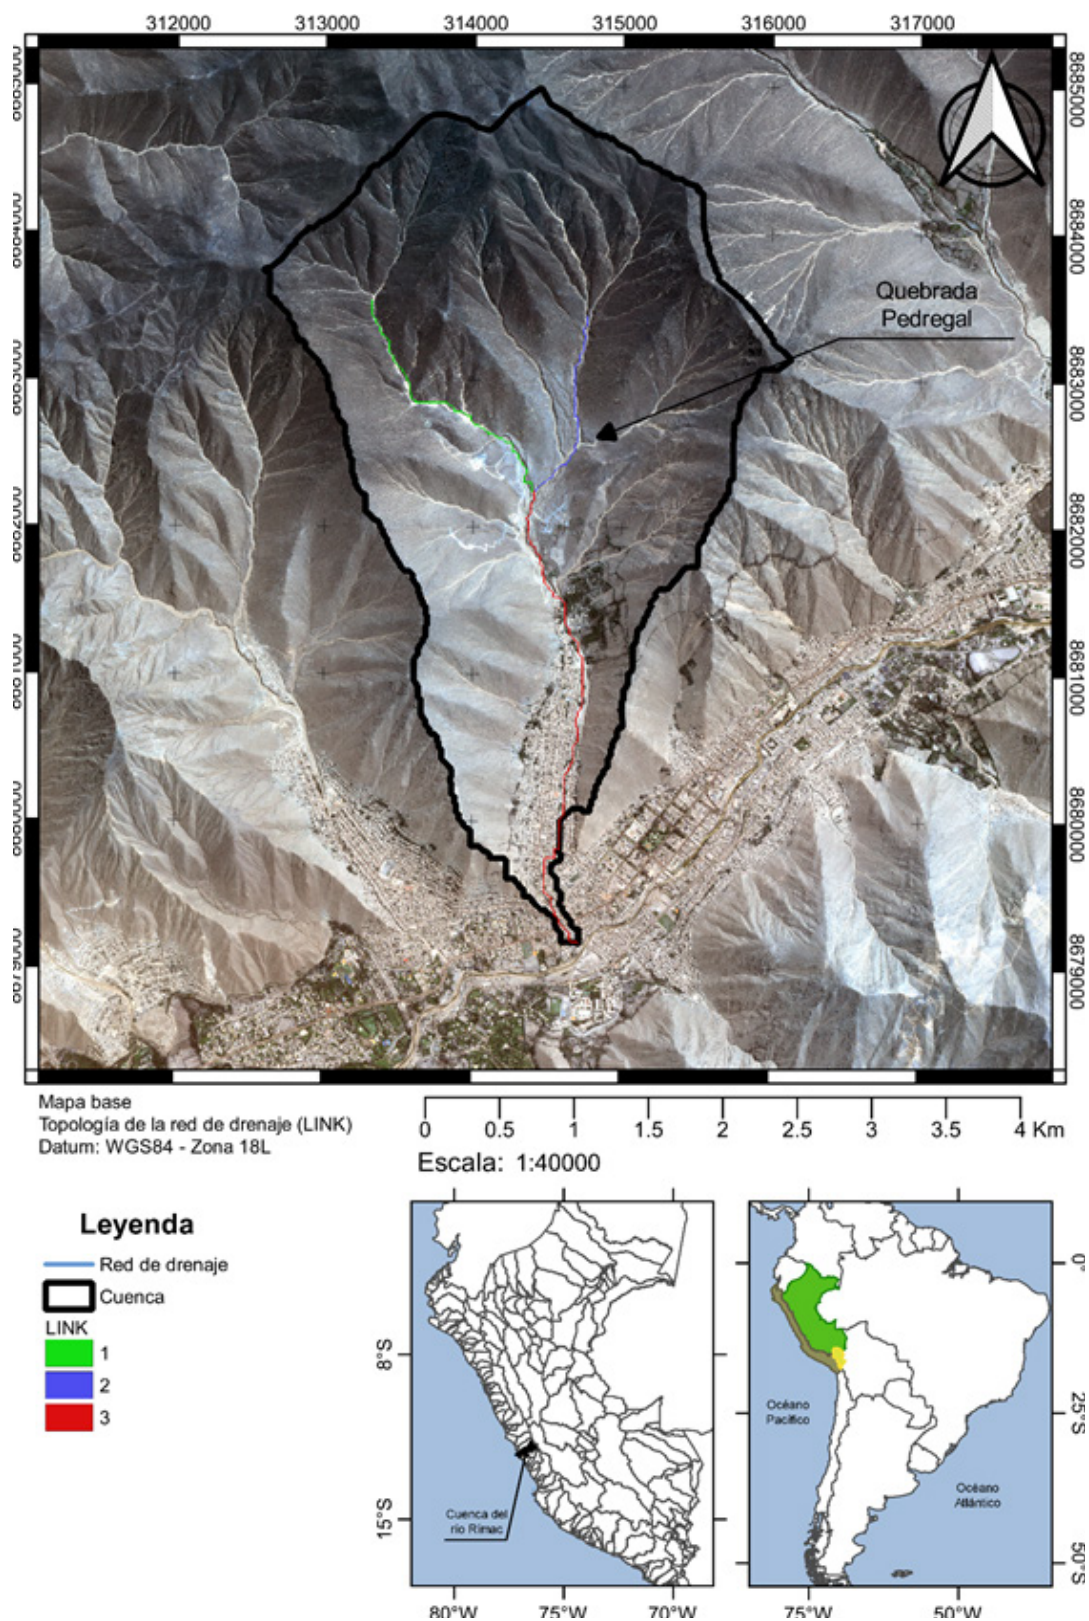 312000 313000 314000 315000 316000 317000
8685000
8684000
Quebrada
Pedregal
8683000
8682000
8681000
8680000
8679000
Mapa base
Topología de la red de drenaje (LINK)
Datum: WGS84 - Zona 18L
0 0.5 1 1.5 2 2.5 3 3.5 4 Km
Escala: 1:40000
Leyenda
Red de drenaje
Cuenca
LINK
1
2
3
8°S
15°S
Cuenca del
río Rímac
80°W 75°W 70°W
0°
25°S
50°S
Océano
Pacífico
Océano
Atlántico
75°W 50°W